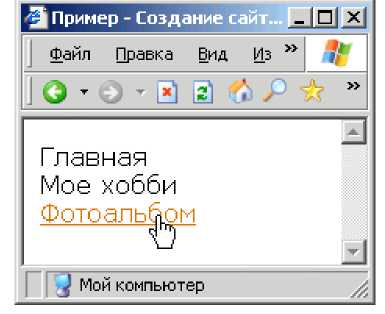 Пример - Создание сайт...
Файл Правка Вид Из »
»
Главная
Мое хобби
Фотоальбом
Мой компьютер